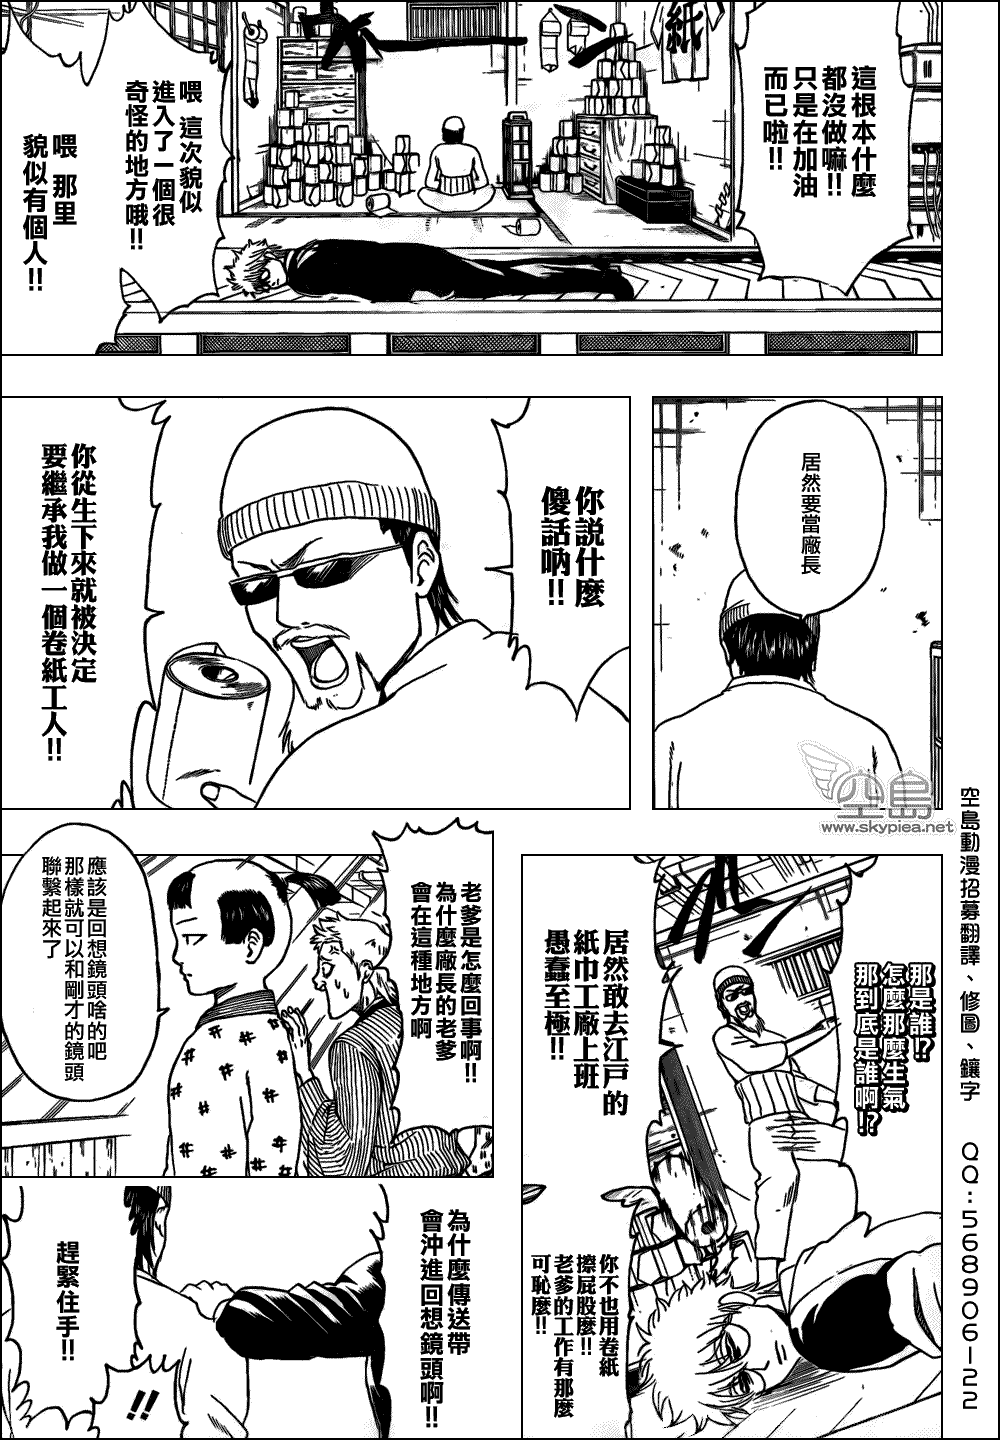 這根本什麼
都沒做嘛!!
只是在加油
而已啦!!
紙
喂 這次貌似
進入了一個很
奇怪的地方哦!!
喂 那里
貌似有個人!!
居然要當廠長
你說什麼
傻話吶!!
你從生下來就被決定
要繼承我做一個卷紙工人!!
空島
www.skypiea.net
那是誰!?
怎麼那麼生氣
那到底是誰啊!?
居然敢去江戸的
紙巾工廠上班
愚蠢至極!!
你不也用卷紙
擦屁股麼!!
老爹的工作有那麼
可恥麼!!
老爹是怎麼回事啊!!
為什麼廠長的老爹
會在這種地方啊
應該是回想鏡頭啥的吧
那樣就可以和剛才的鏡頭
聯繫起來了
為什麼傳送帶
會沖進回想鏡頭啊!!
趕緊住手!!
空島動漫招募翻譯、修圖、鑲字 QQ:568906-22